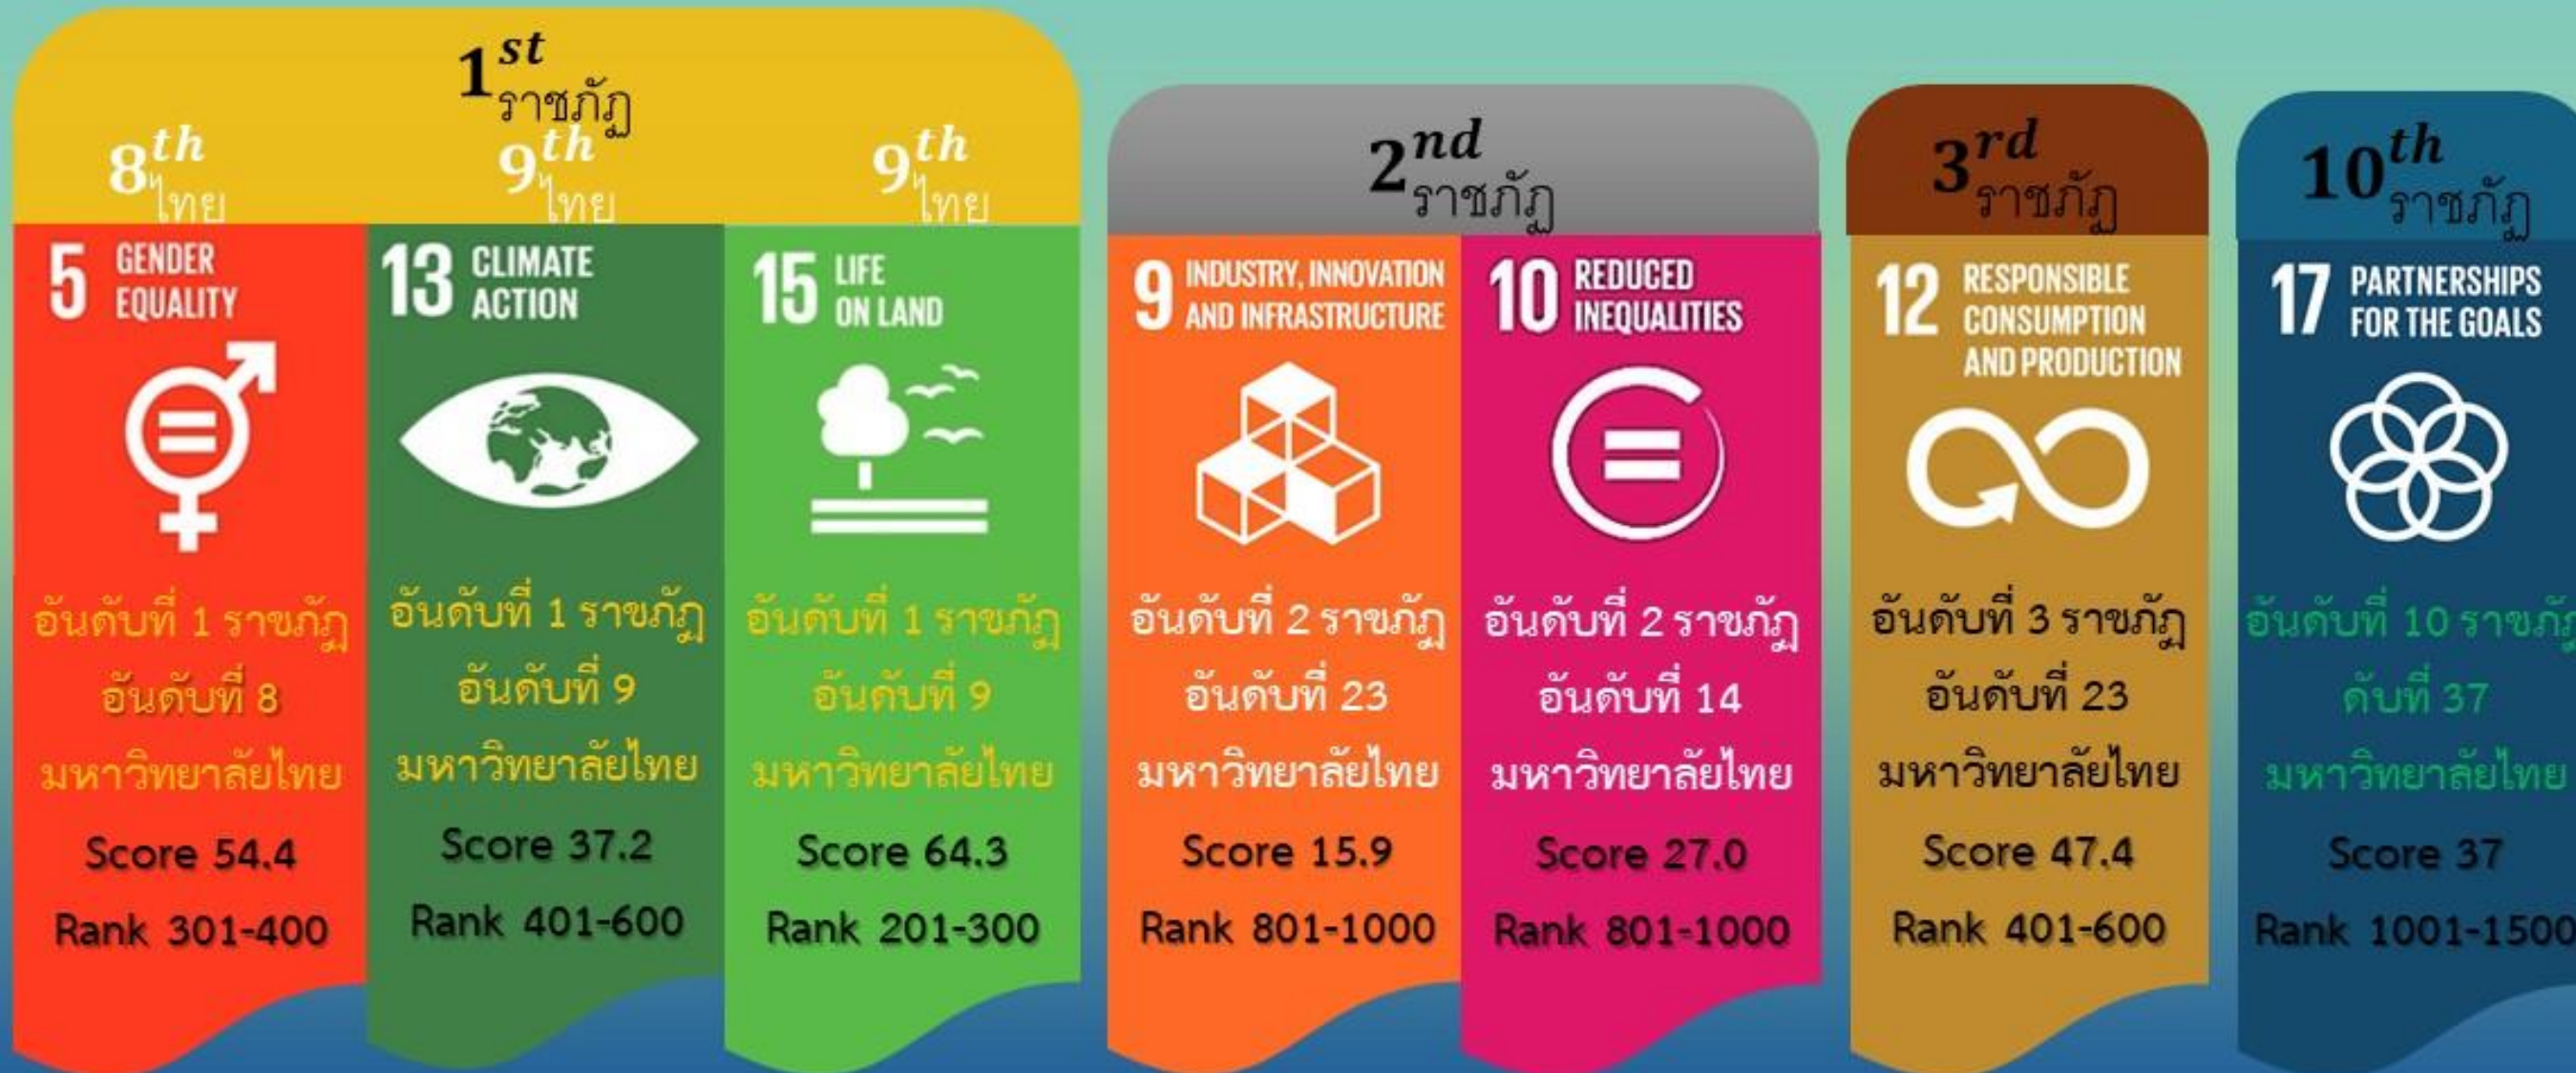 1st ราชภัฏ
8th ไทย
9th ไทย
9th ไทย
5 GENDER
EQUALITY
อันดับที่ 1 ราขภัฏ
อันดับที่ 8
มหาวิทยาลัยไทย
Score 54.4
Rank 301-400
13 CLIMATE
ACTION
อันดับที่ 1 ราขภัฏ
อันดับที่ 9
มหาวิทยาลัยไทย
Score 37.2
Rank 401-600
15 LIFE
ON LAND
อันดับที่ 1 ราขภัฏ
อันดับที่ 9
มหาวิทยาลัยไทย
Score 64.3
Rank 201-300
2nd ราชภัฏ
9 INDUSTRY, INNOVATION
AND INFRASTRUCTURE
อันดับที่ 2 ราขภัฏ
อันดับที่ 23
มหาวิทยาลัยไทย
Score 15.9
Rank 801-1000
10 REDUCED
INEQUALITIES
อันดับที่ 2 ราขภัฏ
อันดับที่ 14
มหาวิทยาลัยไทย
Score 27.0
Rank 801-1000
3rd ราชภัฏ
12 RESPONSIBLE
CONSUMPTION
AND PRODUCTION
อันดับที่ 3 ราขภัฏ
อันดับที่ 23
มหาวิทยาลัยไทย
Score 47.4
Rank 401-600
10th ราชภัฏ
17 PARTNERSHIPS
FOR THE GOALS
อันดับที่ 10 ราขภัฏ
ดับที่ 37
มหาวิทยาลัยไทย
Score 37
Rank 1001-1500